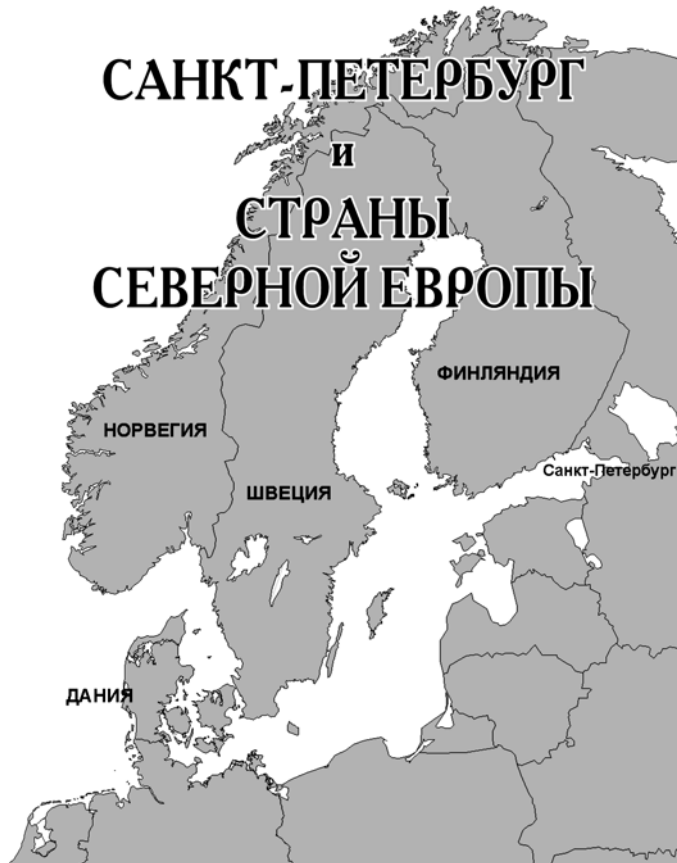 САНКТ-ПЕТЕРБУРГ
и
СТРАНЫ
СЕВЕРНОЙ ЕВРОПЫ
ФИНЛЯНДИЯ
НОРВЕГИЯ
Санкт-Петербург
ШВЕЦИЯ
ДАНИЯ